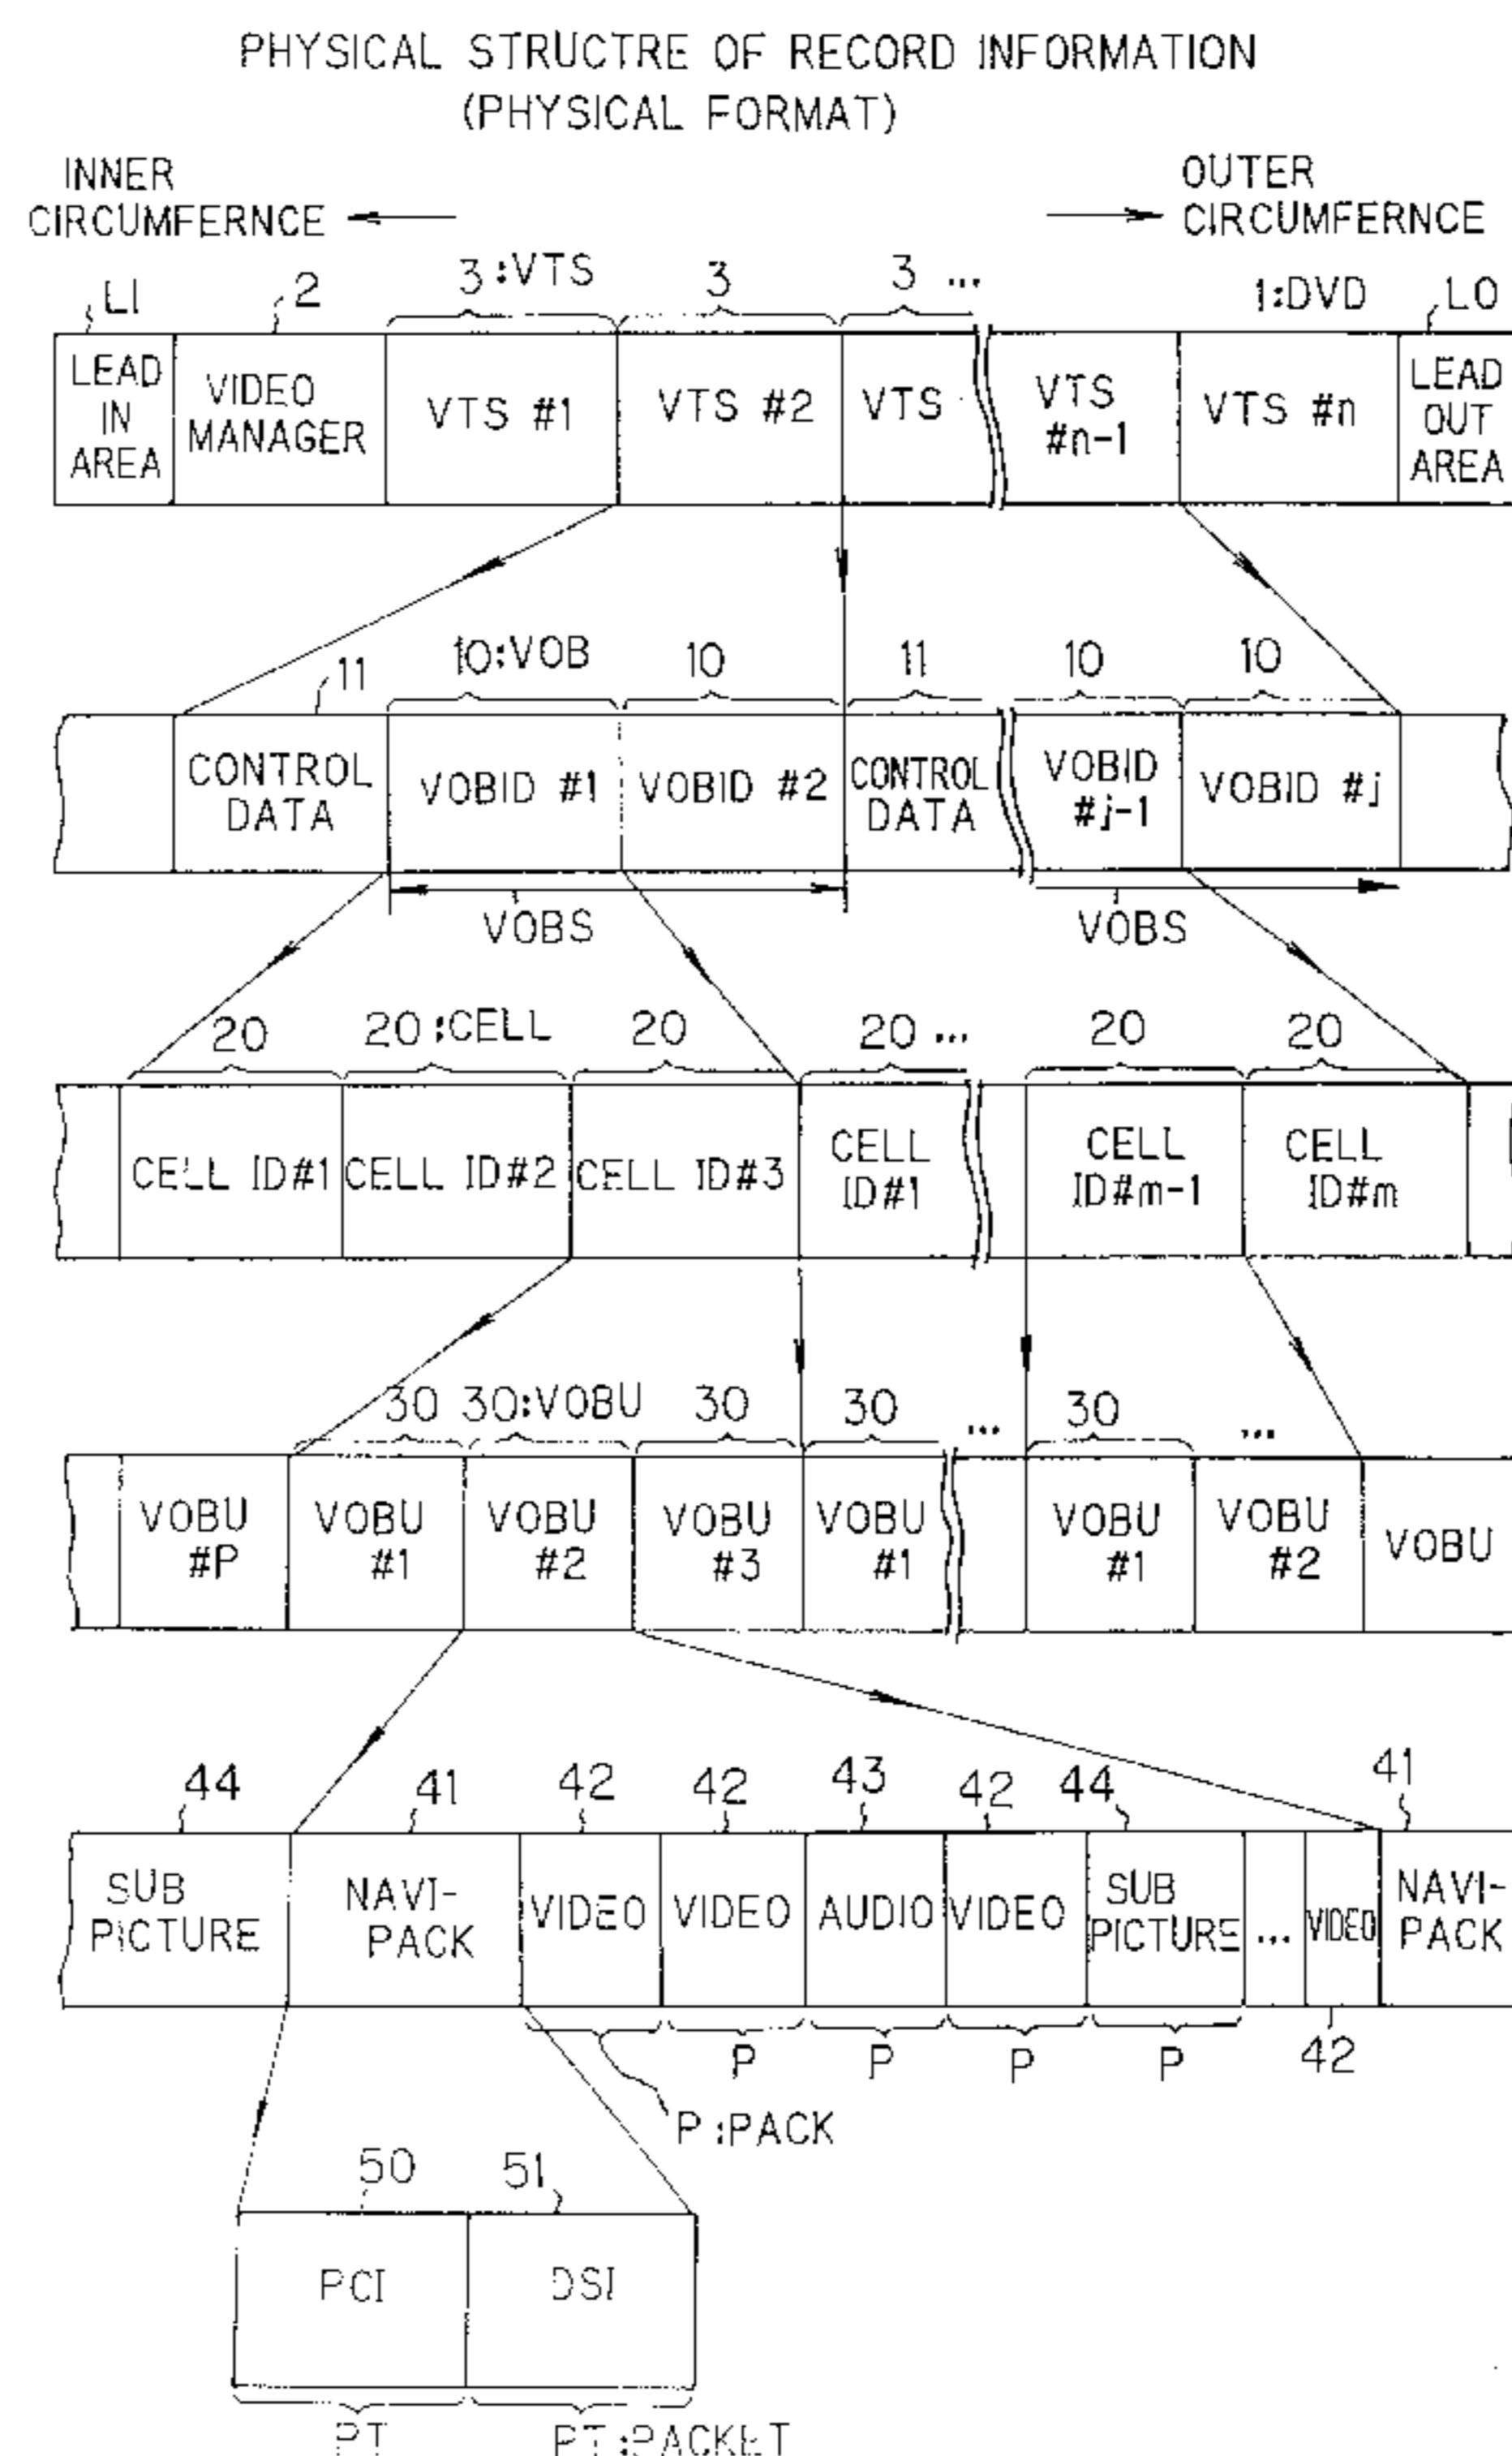 PHYSICAL STRUCTRE OF RECORD INFORMATION
(PHYSICAL FORMAT)
INNER
CIRCUMFERNCE
OUTER
CIRCUMFERNCE
LI
2
3 :VTS
3
3 ...
1:DVD
LO
LEAD
IN
AREA
VIDEO
MANAGER
VTS #1
VTS #2
VTS
VTS
#n-1
VTS #n
LEAD
OUT
AREA
11
10:VOB
10
11
10
10
CONTROL
DATA
VOBID #1
VOBID #2
CONTROL
DATA
VOBID
#j-1
VOBID #j
VOBS
VOBS
20
20 :CELL
20
20 ...
20
20
CELL ID#1
CELL ID#2
CELL ID#3
CELL
ID#1
CELL
ID#m-1
CELL
ID#m
30
30:VOBU
30
30
...
30
...
VOBU
#P
VOBU
#1
VOBU
#2
VOBU
#3
VOBU
#1
VOBU
#1
VOBU
#2
VOBU
44
41
42
42
43
42
44
41
SUB
PICTURE
NAVI-
PACK
VIDEO
VIDEO
AUDIO
VIDEO
SUB
PICTURE
...
VIDEO
NAVI-
PACK
P
P
P
P
42
P :PACK
50
51
PCI
DSI
PT
PT :PACKET